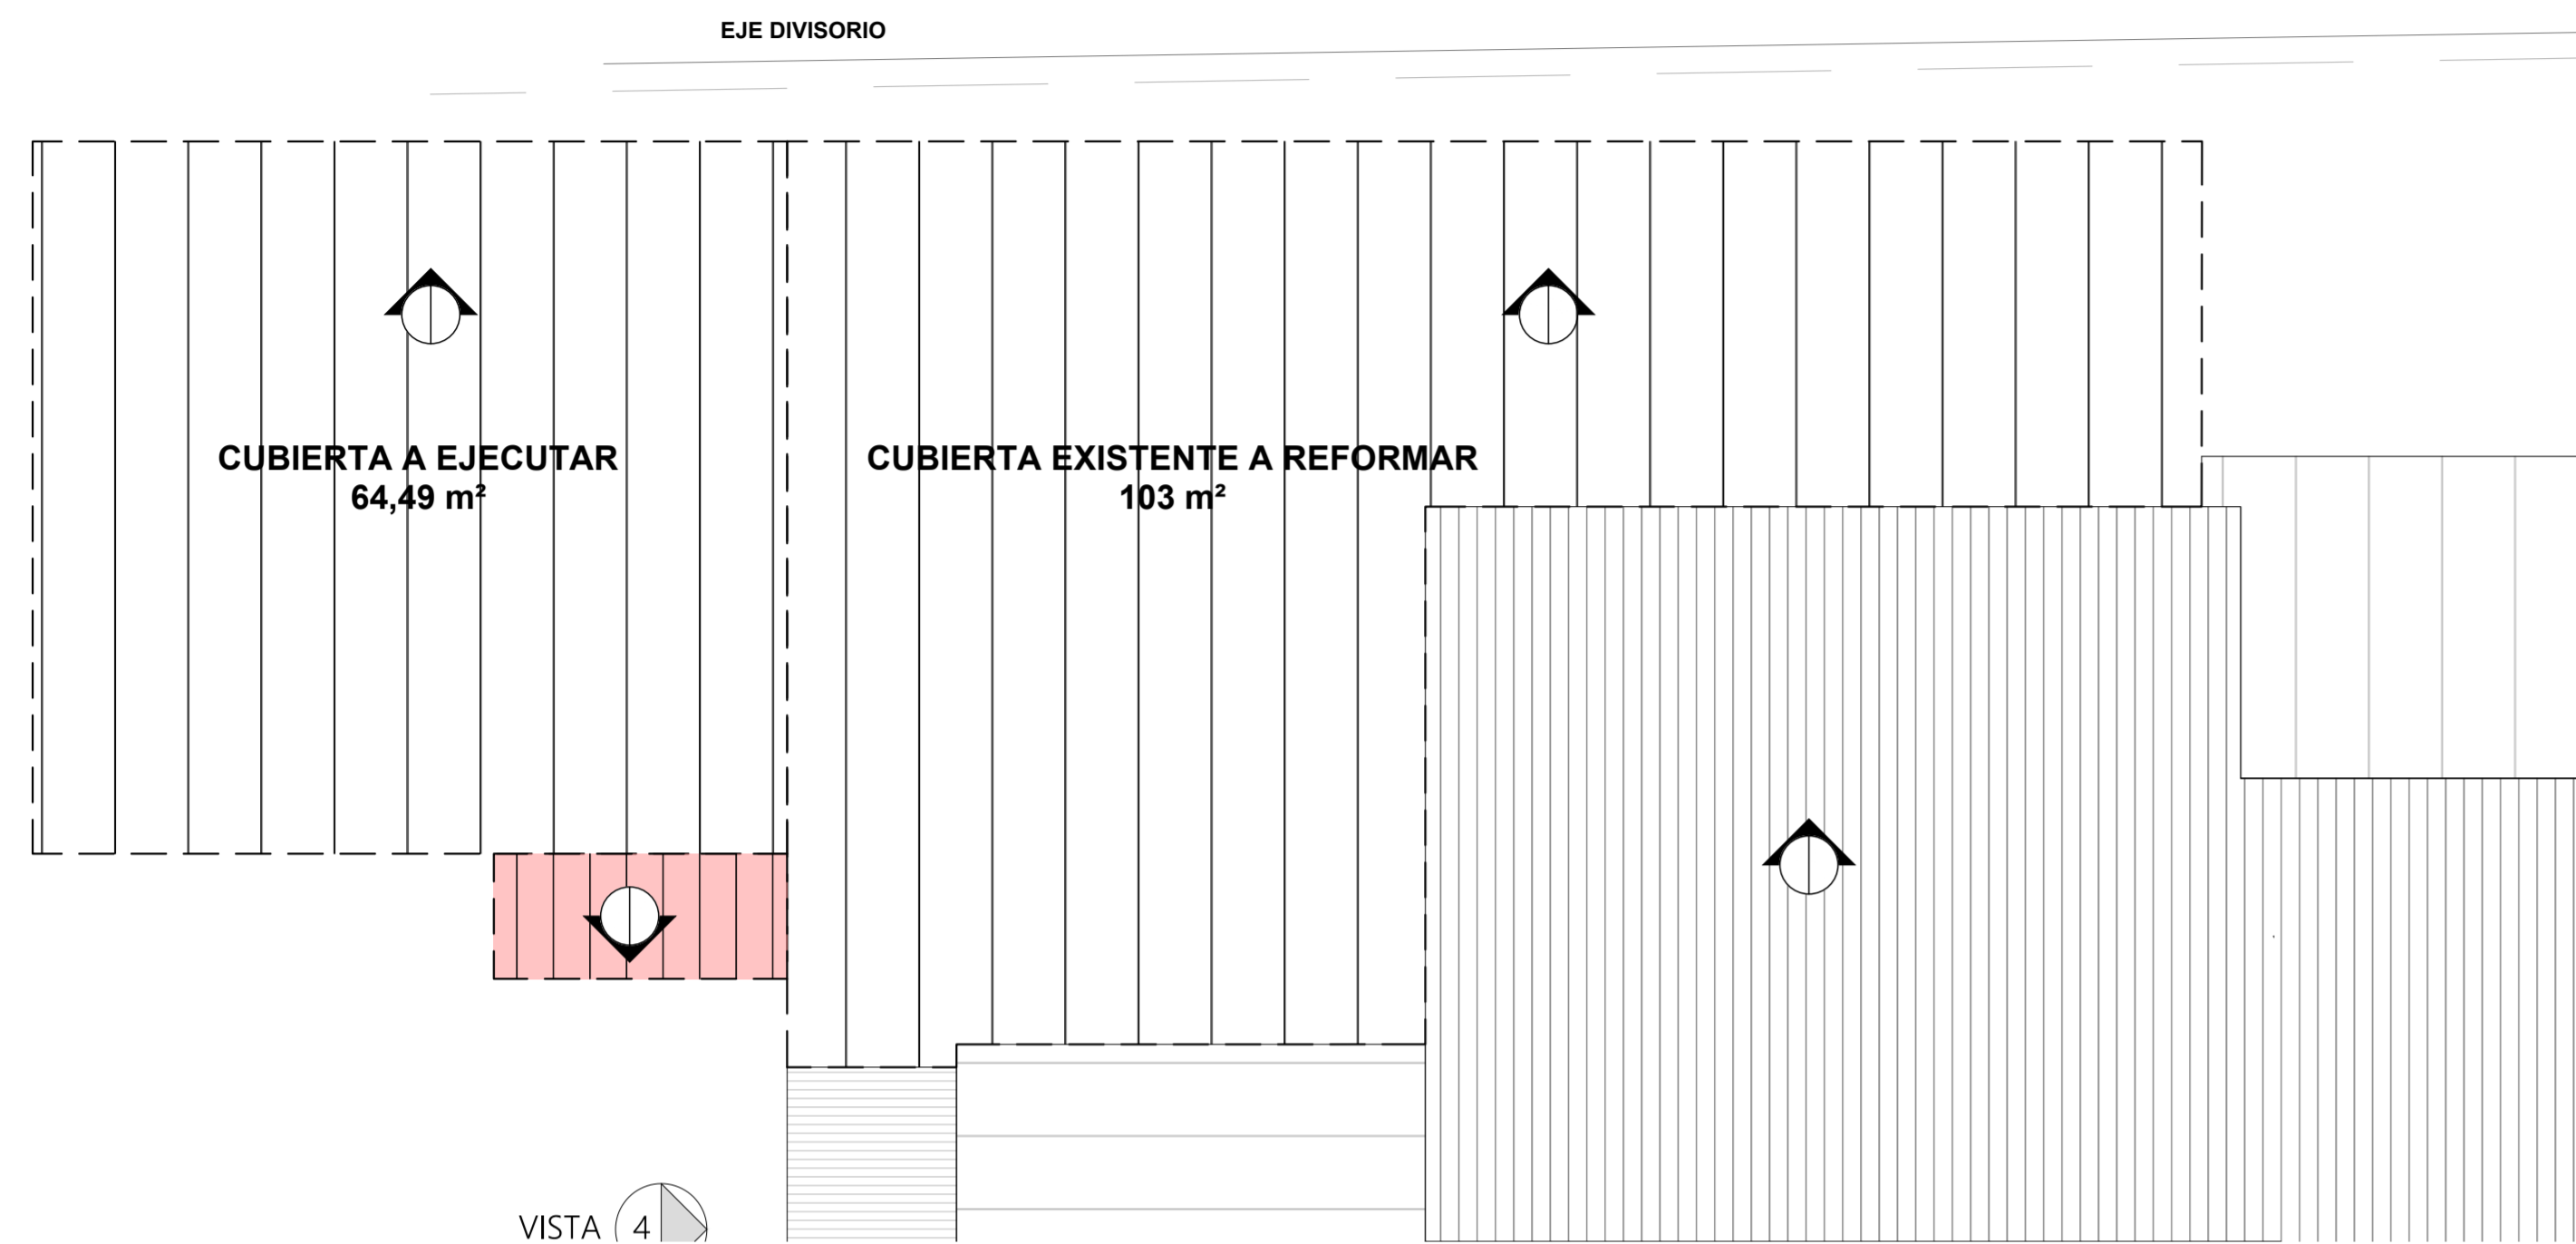 EJE DIVISORIO
CUBIERTA A EJECUTAR
64,49 m²
CUBIERTA EXISTENTE A REFORMAR
103 m²
VISTA 4